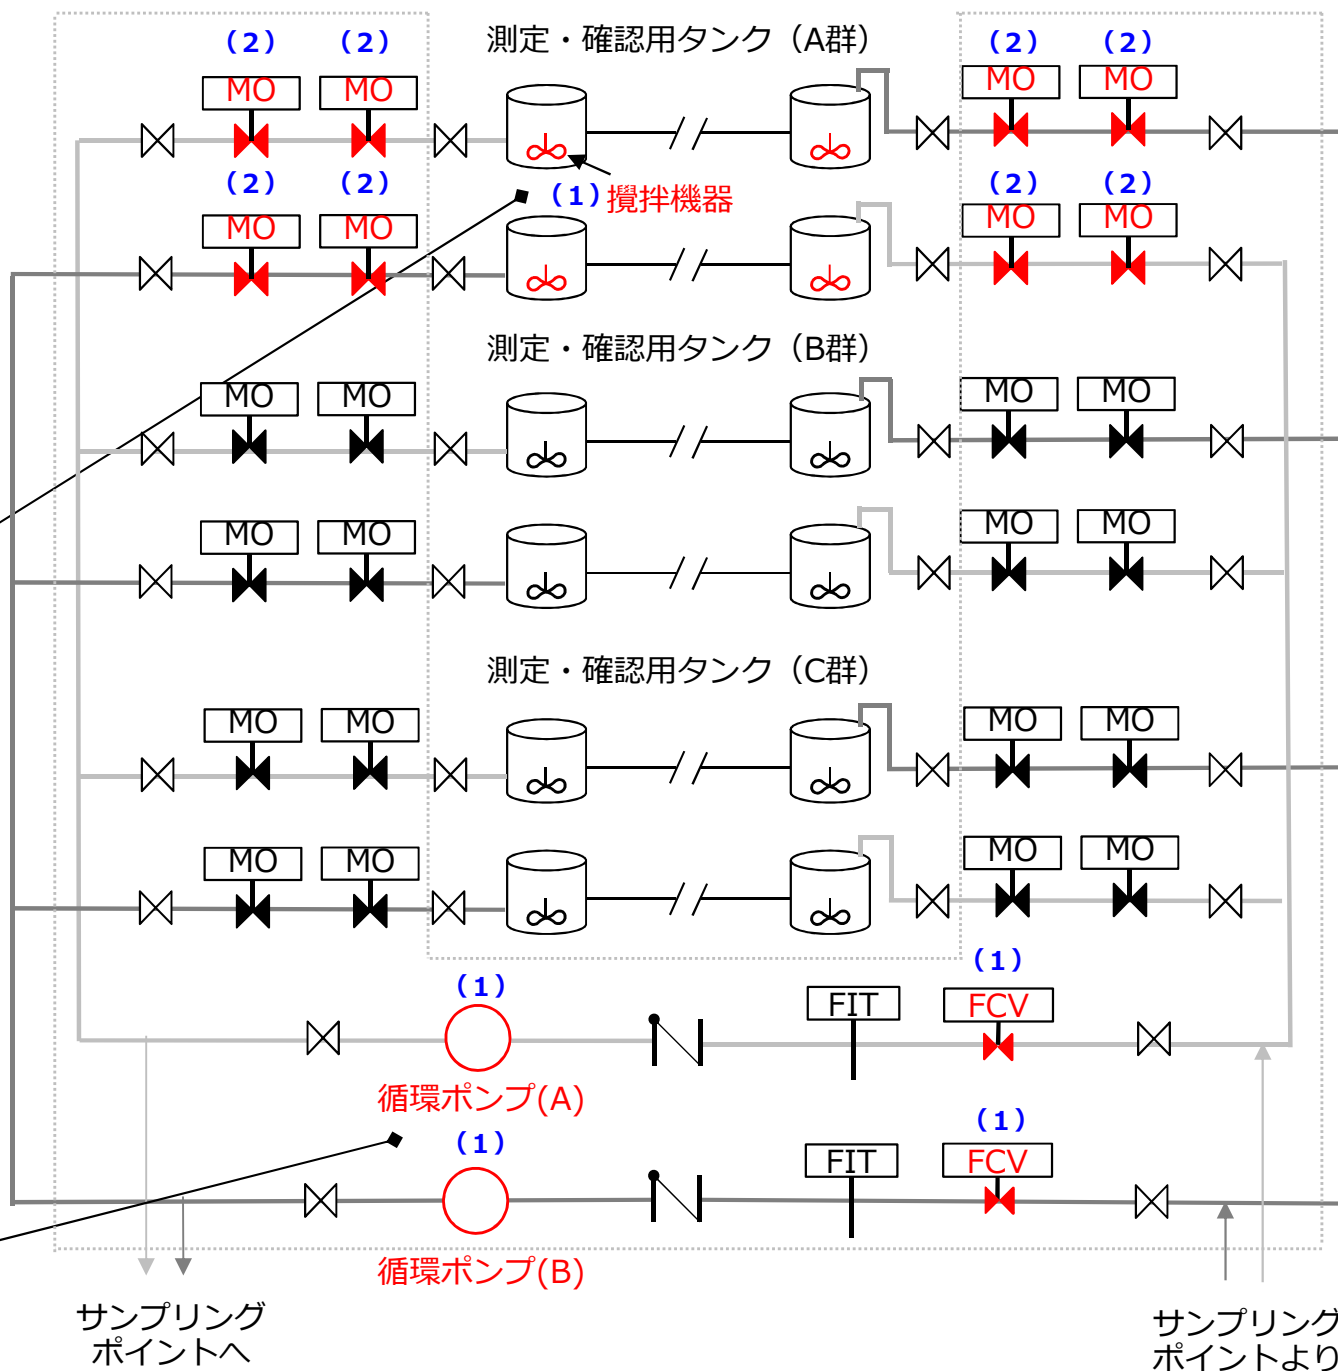 (2) (2) 測定・確認用タンク（A群） (2) (2)
MO MO MO MO
(2) (2) (1) 攪拌機器 (2) (2)
MO MO MO MO
測定・確認用タンク（B群）
MO MO MO MO
MO MO MO MO
測定・確認用タンク（C群）
MO MO MO MO
MO MO MO MO
(1) (1)
FIT FCV
循環ポンプ(A)
(1) (1)
FIT FCV
循環ポンプ(B)
サンプリング
ポイントへ
サンプリング
ポイントより